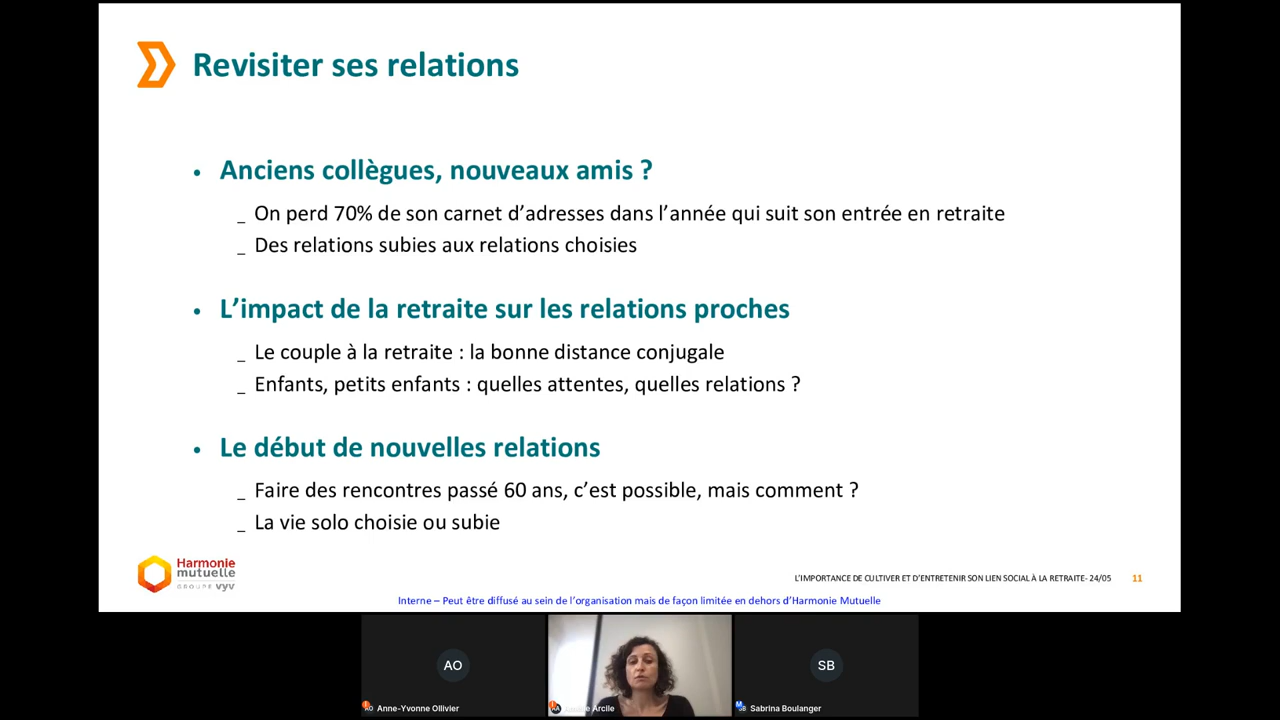 Revisiter ses relations
• Anciens collègues, nouveaux amis ?
_ On perd 70% de son carnet d’adresses dans l’année qui suit son entrée en retraite
_ Des relations subies aux relations choisies
• L’impact de la retraite sur les relations proches
_ Le couple à la retraite : la bonne distance conjugale
_ Enfants, petits enfants : quelles attentes, quelles relations ?
• Le début de nouvelles relations
_ Faire des rencontres passé 60 ans, c’est possible, mais comment ?
_ La vie solo choisie ou subie
Harmonie
mutuelle
GROUPE vyv
L’IMPORTANCE DE CULTIVER ET D’ENTRETENIR SON LIEN SOCIAL À LA RETRAITE- 24/05 11
Interne – Peut être diffusé au sein de l’organisation mais de façon limitée en dehors d’Harmonie Mutuelle
AO
SB
Anne-Yvonne Ollivier
Arcile
Sabrina Boulanger